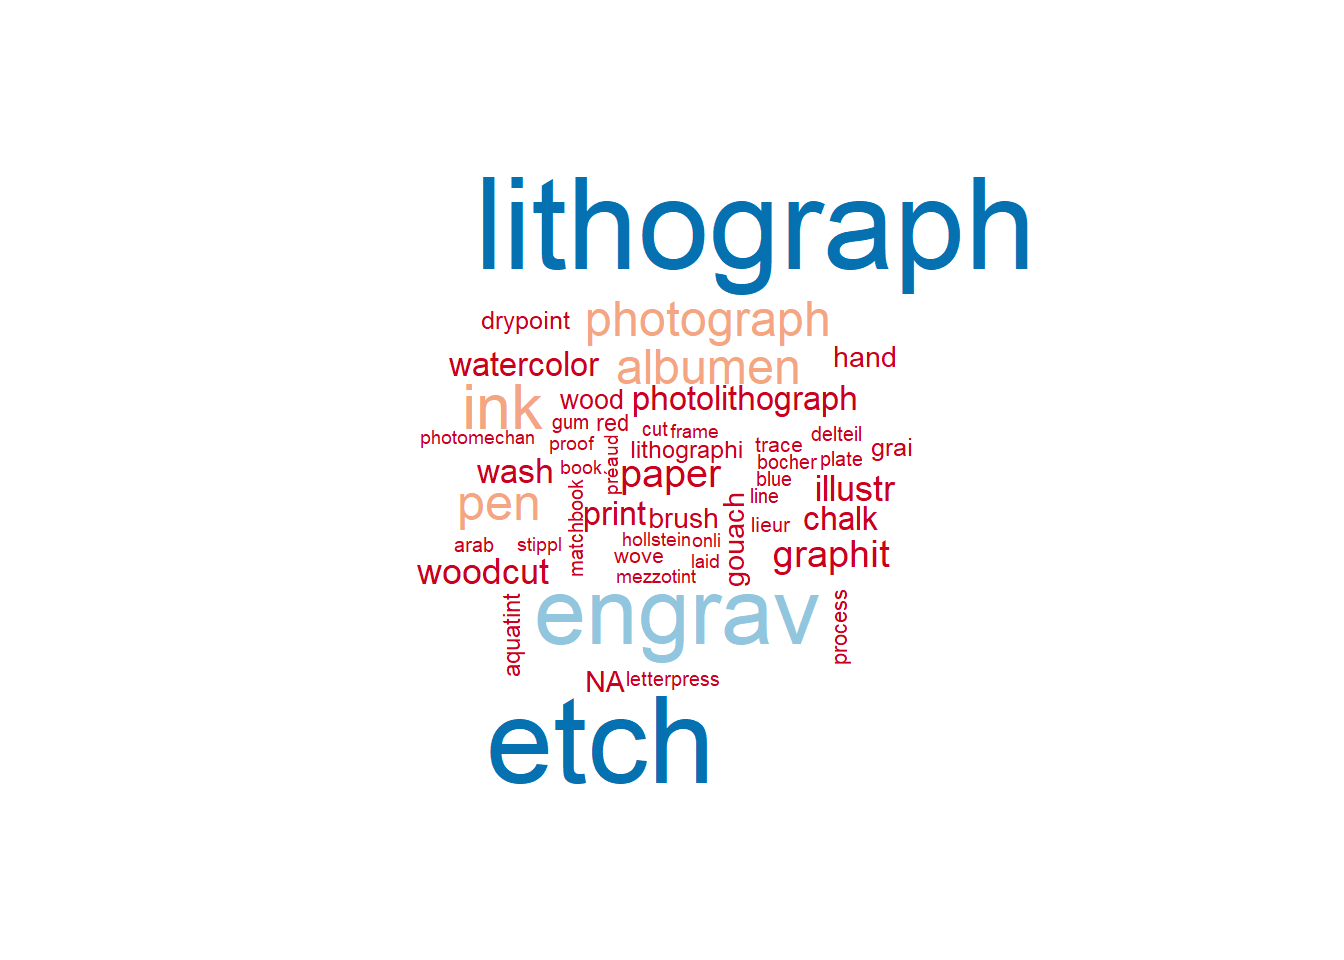 lithograph
drypoint photograph
watercolor albumen hand
ink wood photolithograph
gum red cut frame
photomechan proof préaud lithographi trace delteil grai
wash book paper bocher plate
pen matchbook blue line illustr
print brush gouach lieur chalk
arab stippl hollstein onli
woodcut wove laid graphit
mezzotint
aquatint engrav process
NA letterpress
etch